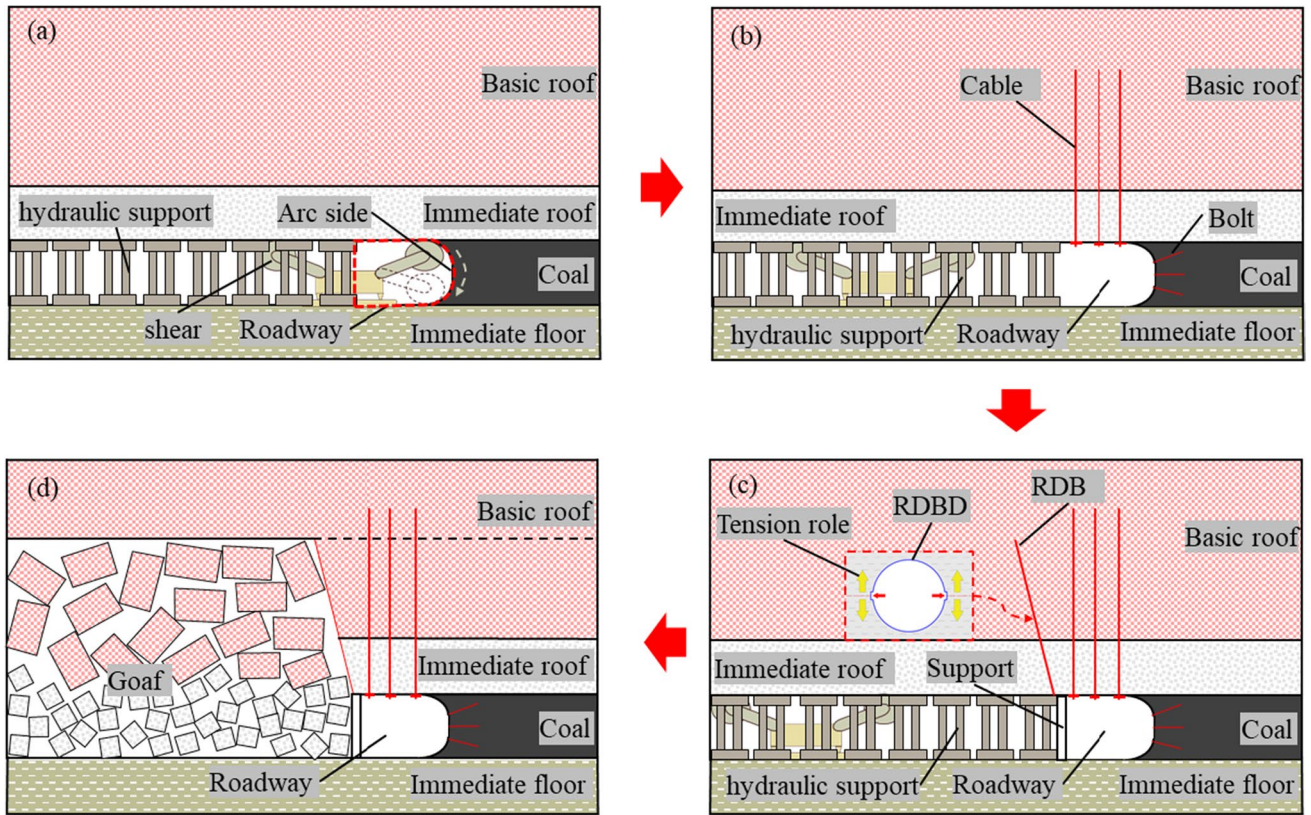 (a)
Basic roof
hydraulic support
Arc side
Immediate roof
Coal
shear
Roadway
Immediate floor
(b)
Cable
Basic roof
Immediate roof
Bolt
Coal
hydraulic support
Roadway
Immediate floor
(c)
RDBD
RDB
Tension role
Basic roof
Immediate roof
Support
Coal
hydraulic support
Roadway
Immediate floor
(d)
Basic roof
Immediate roof
Goaf
Coal
Roadway
Immediate floor